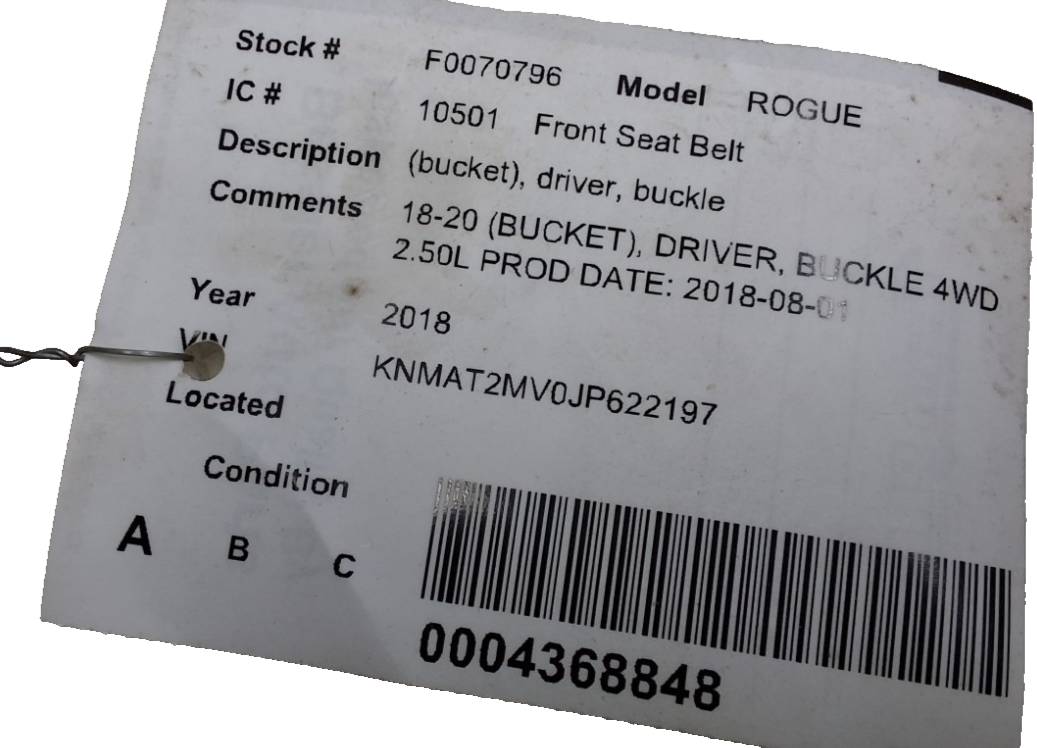 Stock # F0070796 Model ROGUE
IC # 10501 Front Seat Belt
Description (bucket), driver, buckle
Comments 18-20 (BUCKET), DRIVER, BUCKLE 4WD
2.50L PROD DATE: 2018-08-01
Year 2018
VIN KNMAT2MV0JP622197
Located
Condition
A B C
0004368848